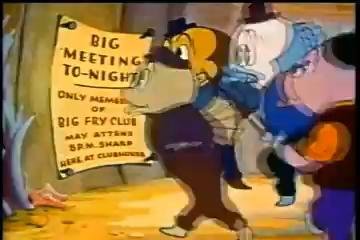 BIG
MEETING
TO-NIGHT
ONLY MEMBERS
OF
BIG FRY CLUB
MAY ATTEND
8 P.M. SHARP
HERE AT CLUBHOUSE